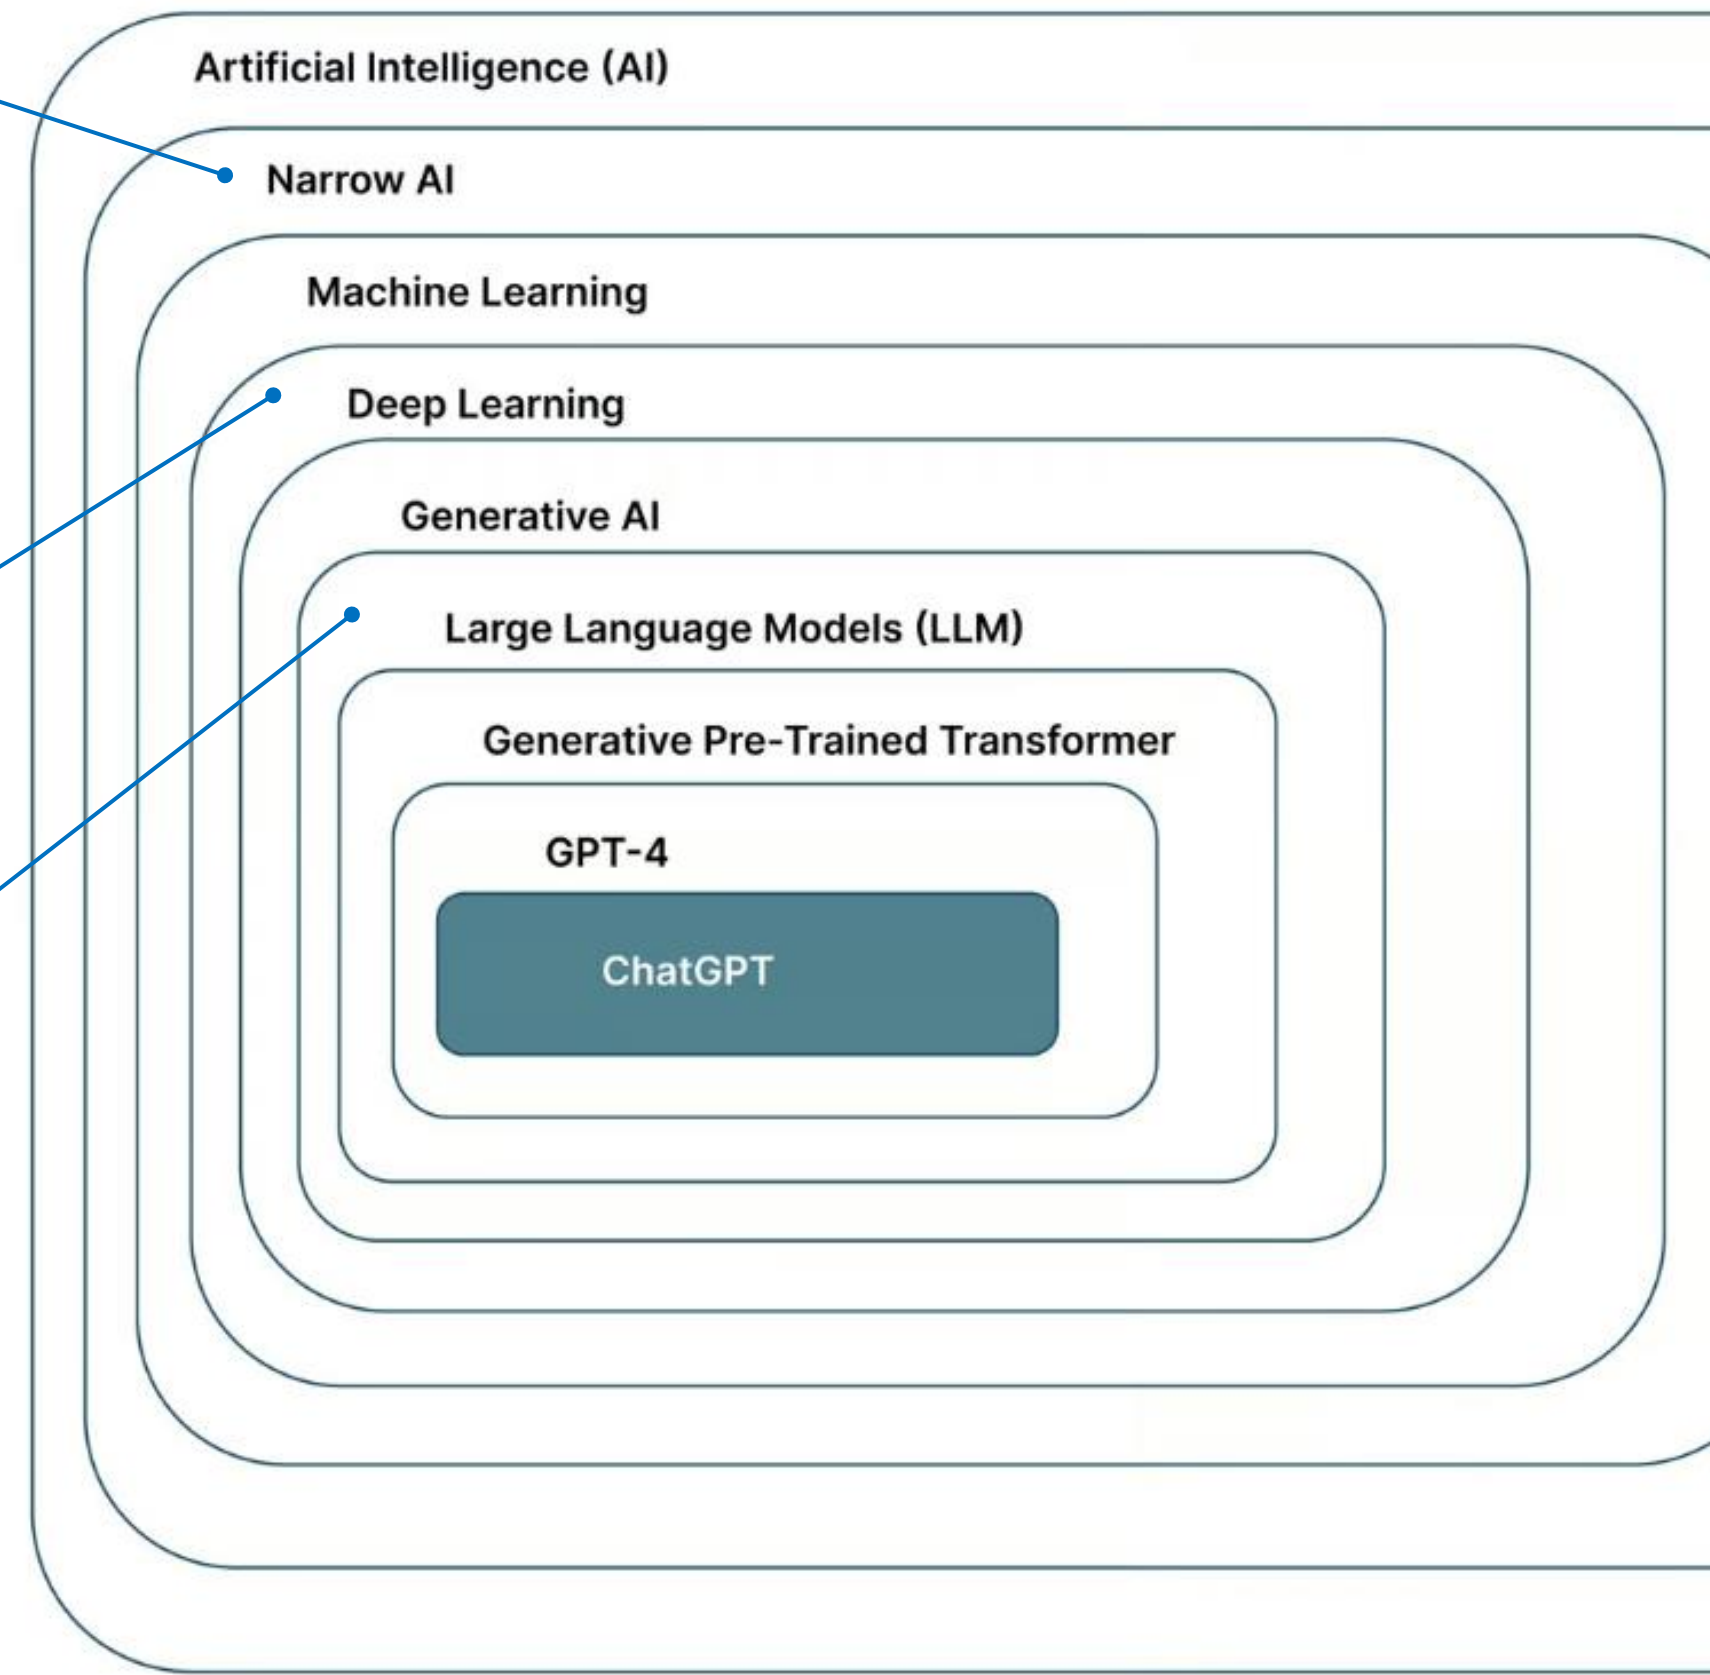 Artificial Intelligence (AI)
Narrow AI
Machine Learning
Deep Learning
Generative AI
Large Language Models (LLM)
Generative Pre-Trained Transformer
GPT-4
ChatGPT